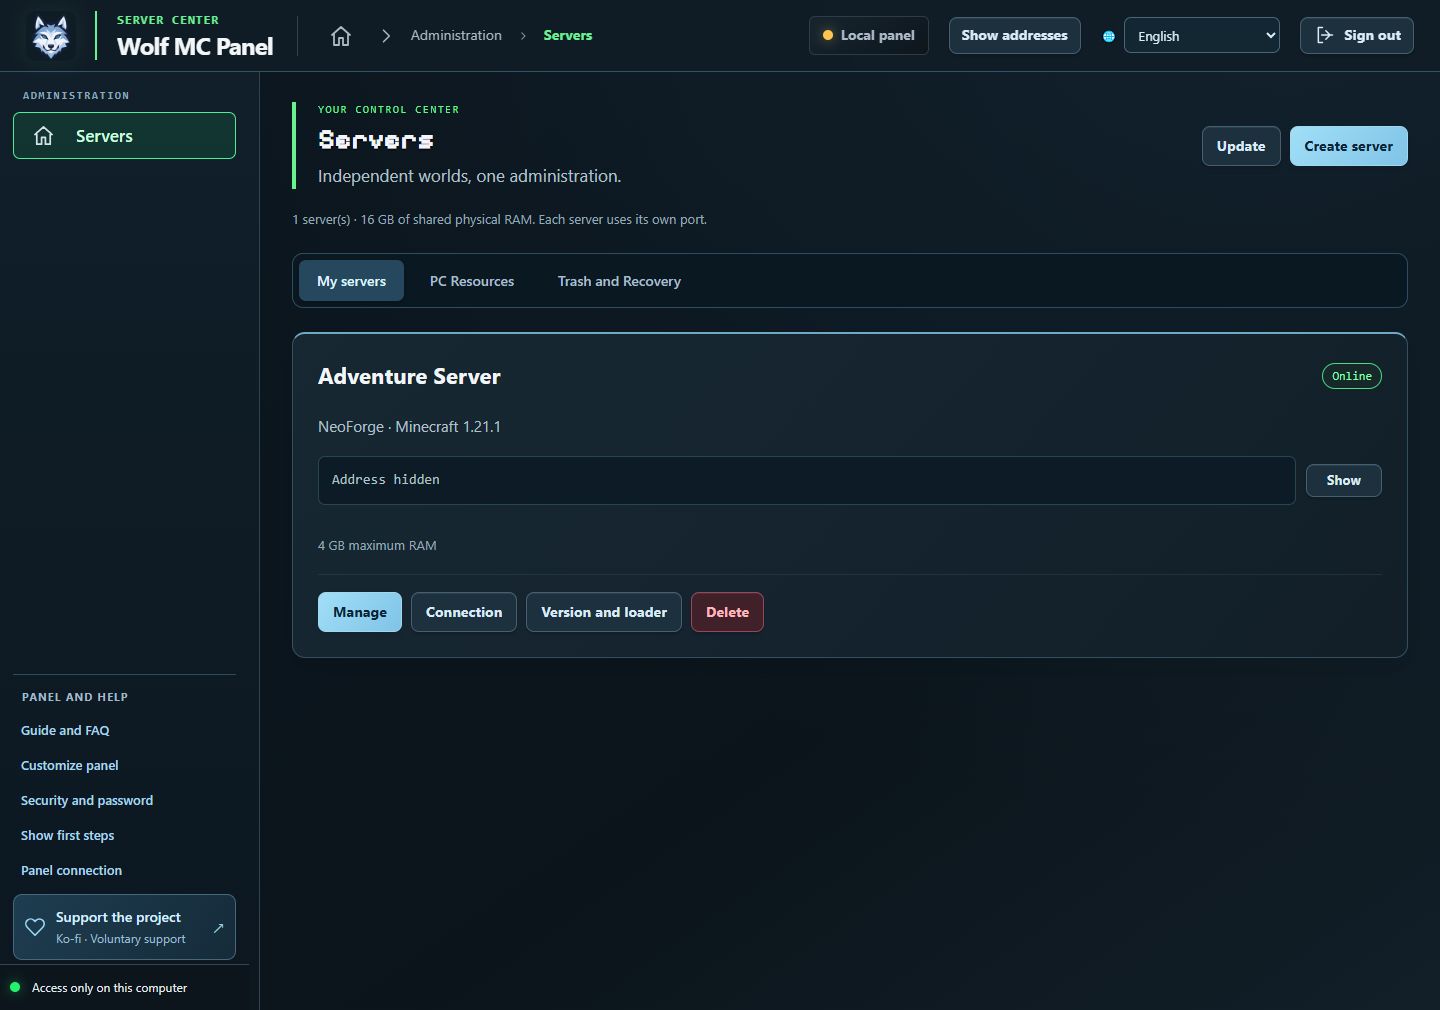 SERVER CENTER
Wolf MC Panel
Administration
Servers
Local panel
Show addresses
English
Sign out
ADMINISTRATION
Servers
YOUR CONTROL CENTER
Servers
Independent worlds, one administration.
Update
Create server
1 server(s) · 16 GB of shared physical RAM. Each server uses its own port.
My servers
PC Resources
Trash and Recovery
Adventure Server
Online
NeoForge · Minecraft 1.21.1
Address hidden
Show
4 GB maximum RAM
Manage
Connection
Version and loader
Delete
PANEL AND HELP
Guide and FAQ
Customize panel
Security and password
Show first steps
Panel connection
Support the project
Ko-fi · Voluntary support
Access only on this computer